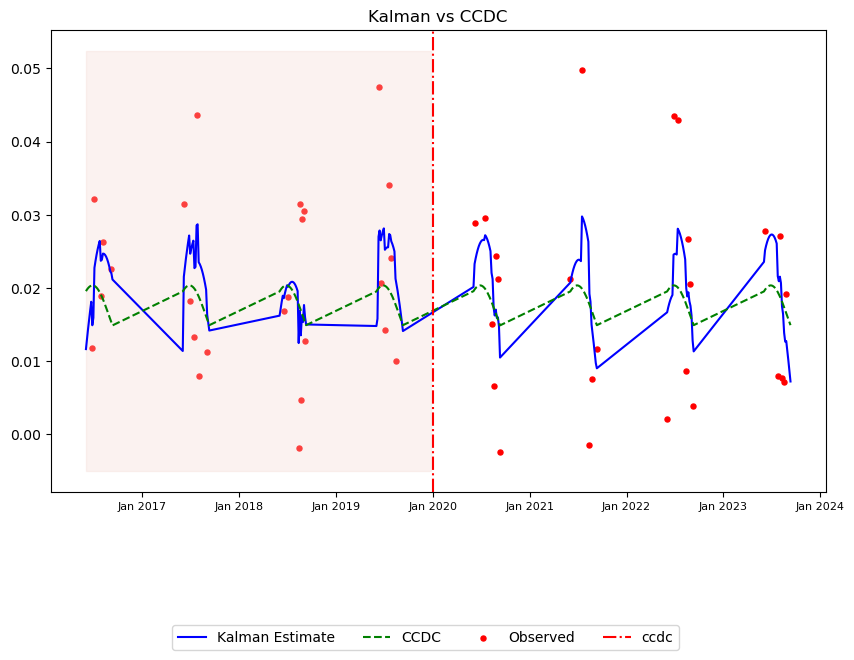 Kalman vs CCDC
0.05
0.04
0.03
0.02
0.01
0.00
Jan 2017 Jan 2018 Jan 2019 Jan 2020 Jan 2021 Jan 2022 Jan 2023 Jan 2024
Kalman Estimate CCDC Observed ccdc